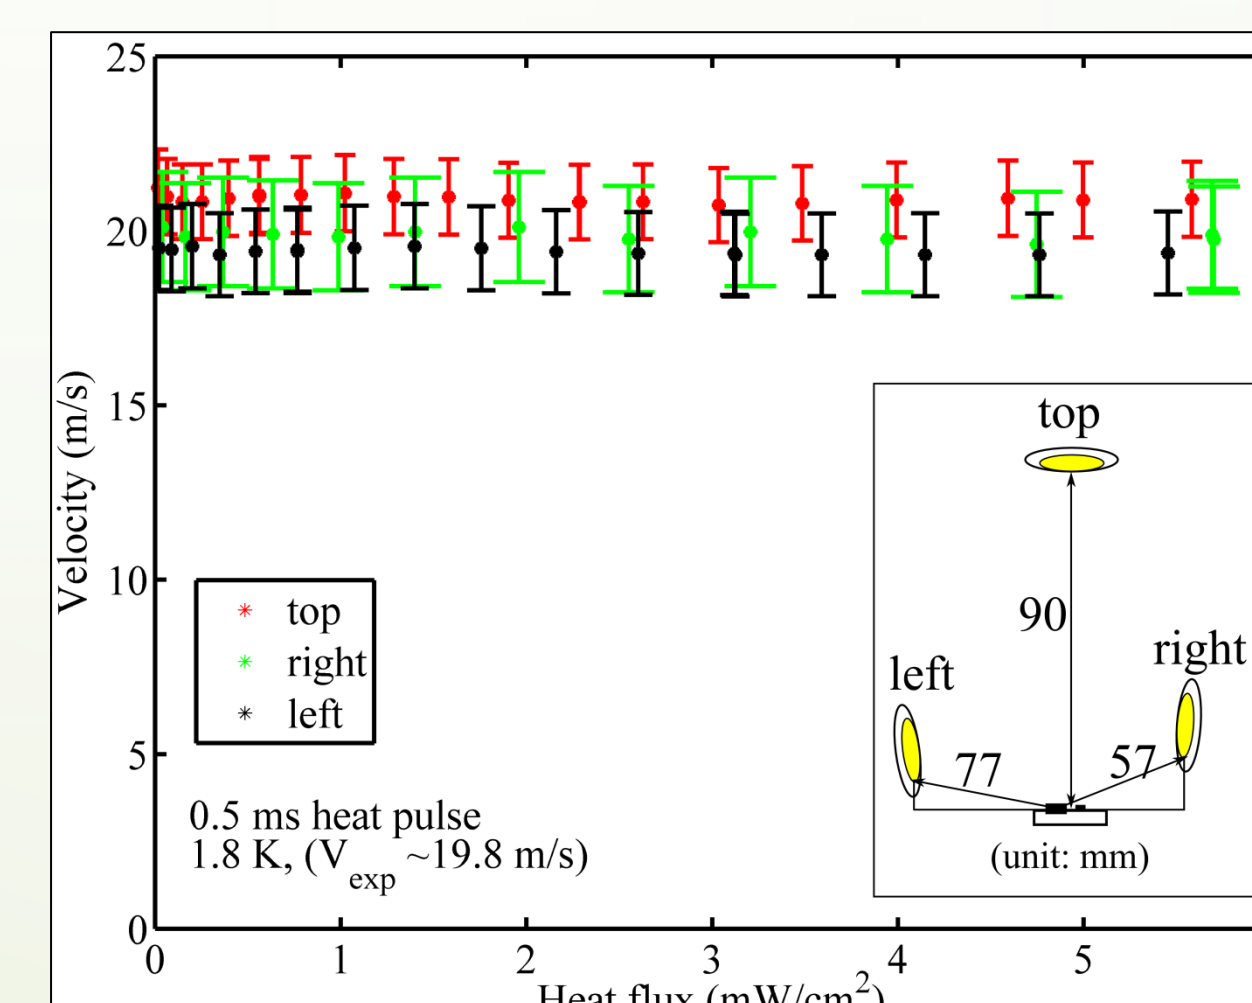 25
20
15
10
5
0
Velocity (m/s)
top
right
left
0.5 ms heat pulse
1.8 K, (Vexp ~19.8 m/s)
top
90
left
right
77
57
(unit: mm)
0 1 2 3 4 5
Heat flux (mW/cm2)